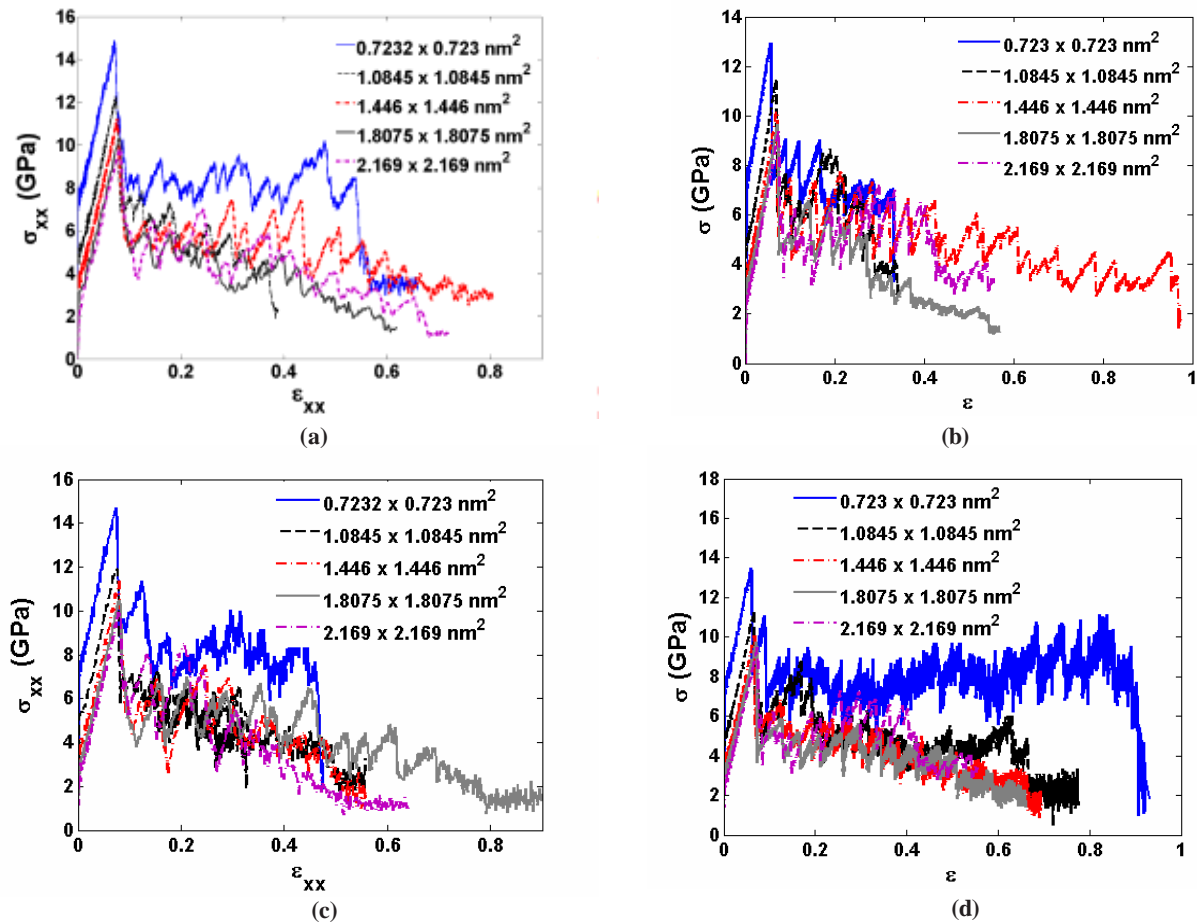 16
14
12
10
8
6
4
2
0
σxx (GPa)
0.7232 x 0.723 nm²
1.0845 x 1.0845 nm²
1.446 x 1.446 nm²
1.8075 x 1.8075 nm²
2.169 x 2.169 nm²
0 0.2 0.4 0.6 0.8
εxx
(a)
14
13
12
10
8
6
4
2
0
σ (GPa)
0.723 x 0.723 nm²
1.0845 x 1.0845 nm²
1.446 x 1.446 nm²
1.8075 x 1.8075 nm²
2.169 x 2.169 nm²
0 0.2 0.4 0.6 0.8 1
ε
(b)
16
14
12
10
8
6
4
2
0
σxx (GPa)
0.7232 x 0.723 nm²
1.0845 x 1.0845 nm²
1.446 x 1.446 nm²
1.8075 x 1.8075 nm²
2.169 x 2.169 nm²
0 0.2 0.4 0.6 0.8
εxx
(c)
18
16
14
12
10
8
6
4
2
0
σ (GPa)
0.723 x 0.723 nm²
1.0845 x 1.0845 nm²
1.446 x 1.446 nm²
1.8075 x 1.8075 nm²
2.169 x 2.169 nm²
0 0.2 0.4 0.6 0.8 1
ε
(d)